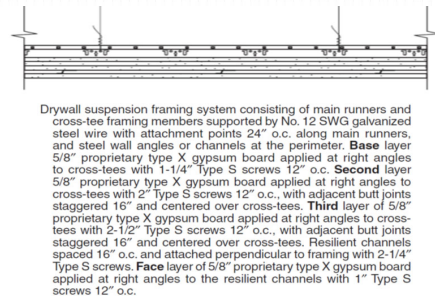 Drywall suspension framing system consisting of main runners and
cross-tee framing members supported by No. 12 SWG galvanized
steel wire with attachment points 24" o.c. along main runners,
and steel wall angles or channels at the perimeter. Base layer
5/8" proprietary type X gypsum board applied at right angles
to cross-tees with 1-1/4" Type S screws 12" o.c. Second layer
5/8" proprietary type X gypsum board applied at right angles to
cross-tees with 2" Type S screws 12" o.c., with adjacent butt joints
staggered 16" and centered over cross-tees. Third layer of 5/8"
proprietary type X gypsum board applied at right angles to cross-
tees with 2-1/2" Type S screws 12" o.c., with adjacent butt joints
staggered 16" and centered over cross-tees. Resilient channels
spaced 16" o.c. and attached perpendicular to framing with 2-1/4"
Type S screws. Face layer of 5/8" proprietary type X gypsum board
applied at right angles to the resilient channels with 1" Type S
screws 12" o.c.